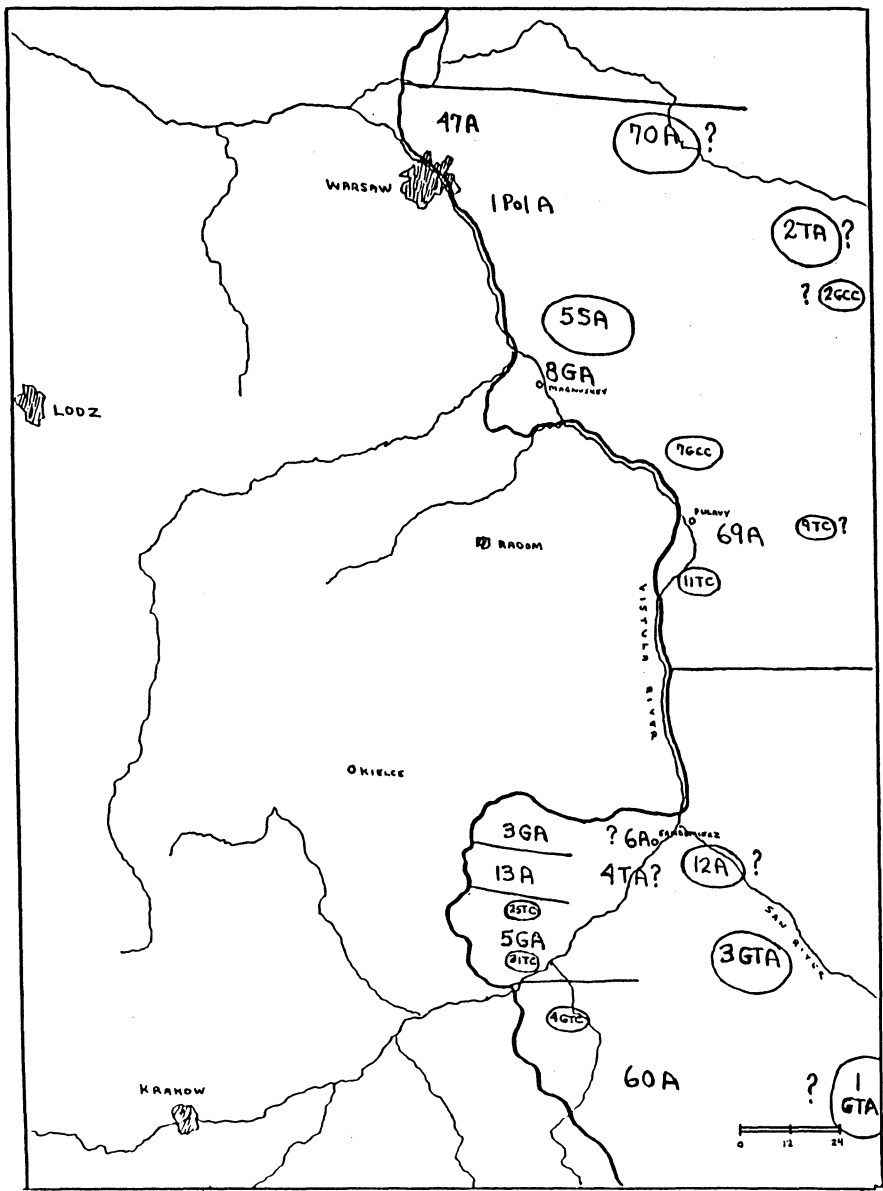 47A
70A ?
WARSAW
1 Pol A
2TA ?
? 2GCC
5SA
8GA
MAGNUSHEV
LODZ
7GCC
PULAVY
69A
9TC ?
RADOM
11TC
VISTULA RIVER
KIELCE
3GA
? 6A
SANDOMIERZ
13A
4TA?
12A ?
25TC
SAN RIVER
5GA
3GTA
31TC
4GTC
60A
?
1
GTA
KRAKOW
0 12 24